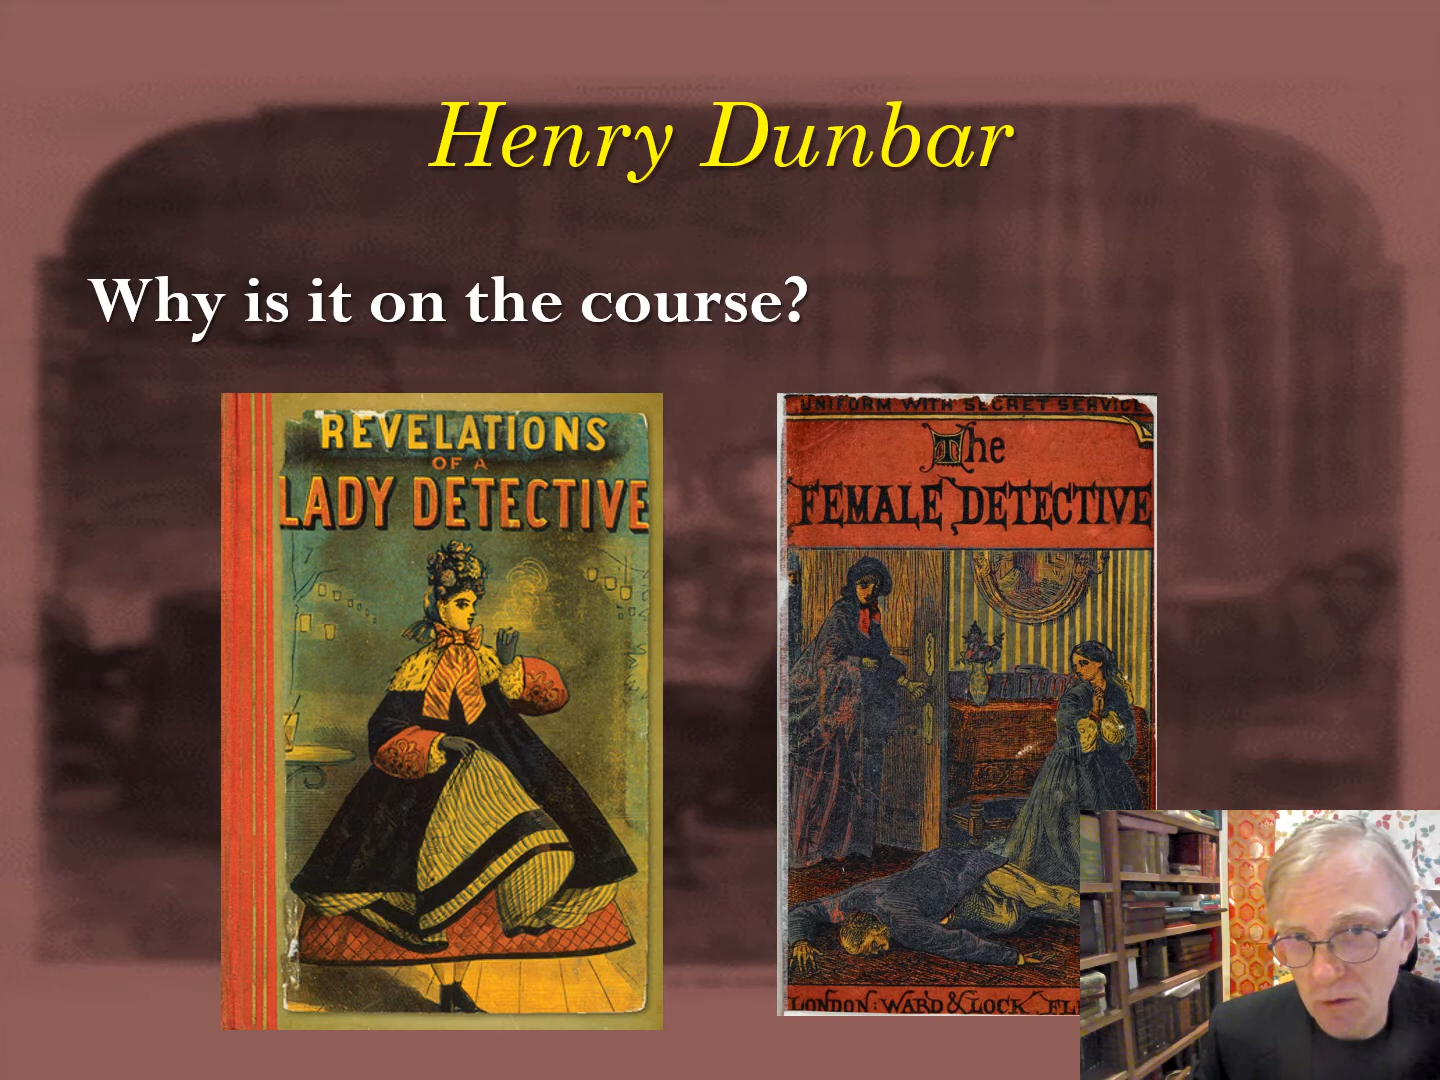 Henry Dunbar
Why is it on the course?
REVELATIONS
OF A
LADY DETECTIVE
UNIFORM WITH SECRET SERVICE
The
FEMALE DETECTIVE
LONDON: WARD & LOCK